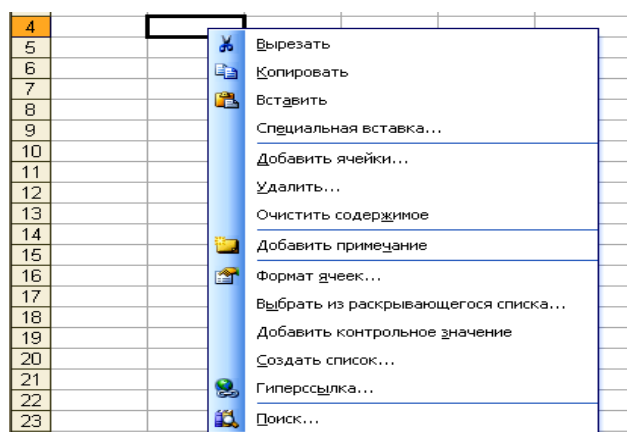 4
5
6
7
8
9
10
11
12
13
14
15
16
17
18
19
20
21
22
23
Вырезать
Копировать
Вставить
Специальная вставка...
Добавить ячейки...
Удалить...
Очистить содержимое
Добавить примечание
Формат ячеек...
Выбрать из раскрывающегося списка...
Добавить контрольное значение
Создать список...
Гиперссылка...
Поиск...